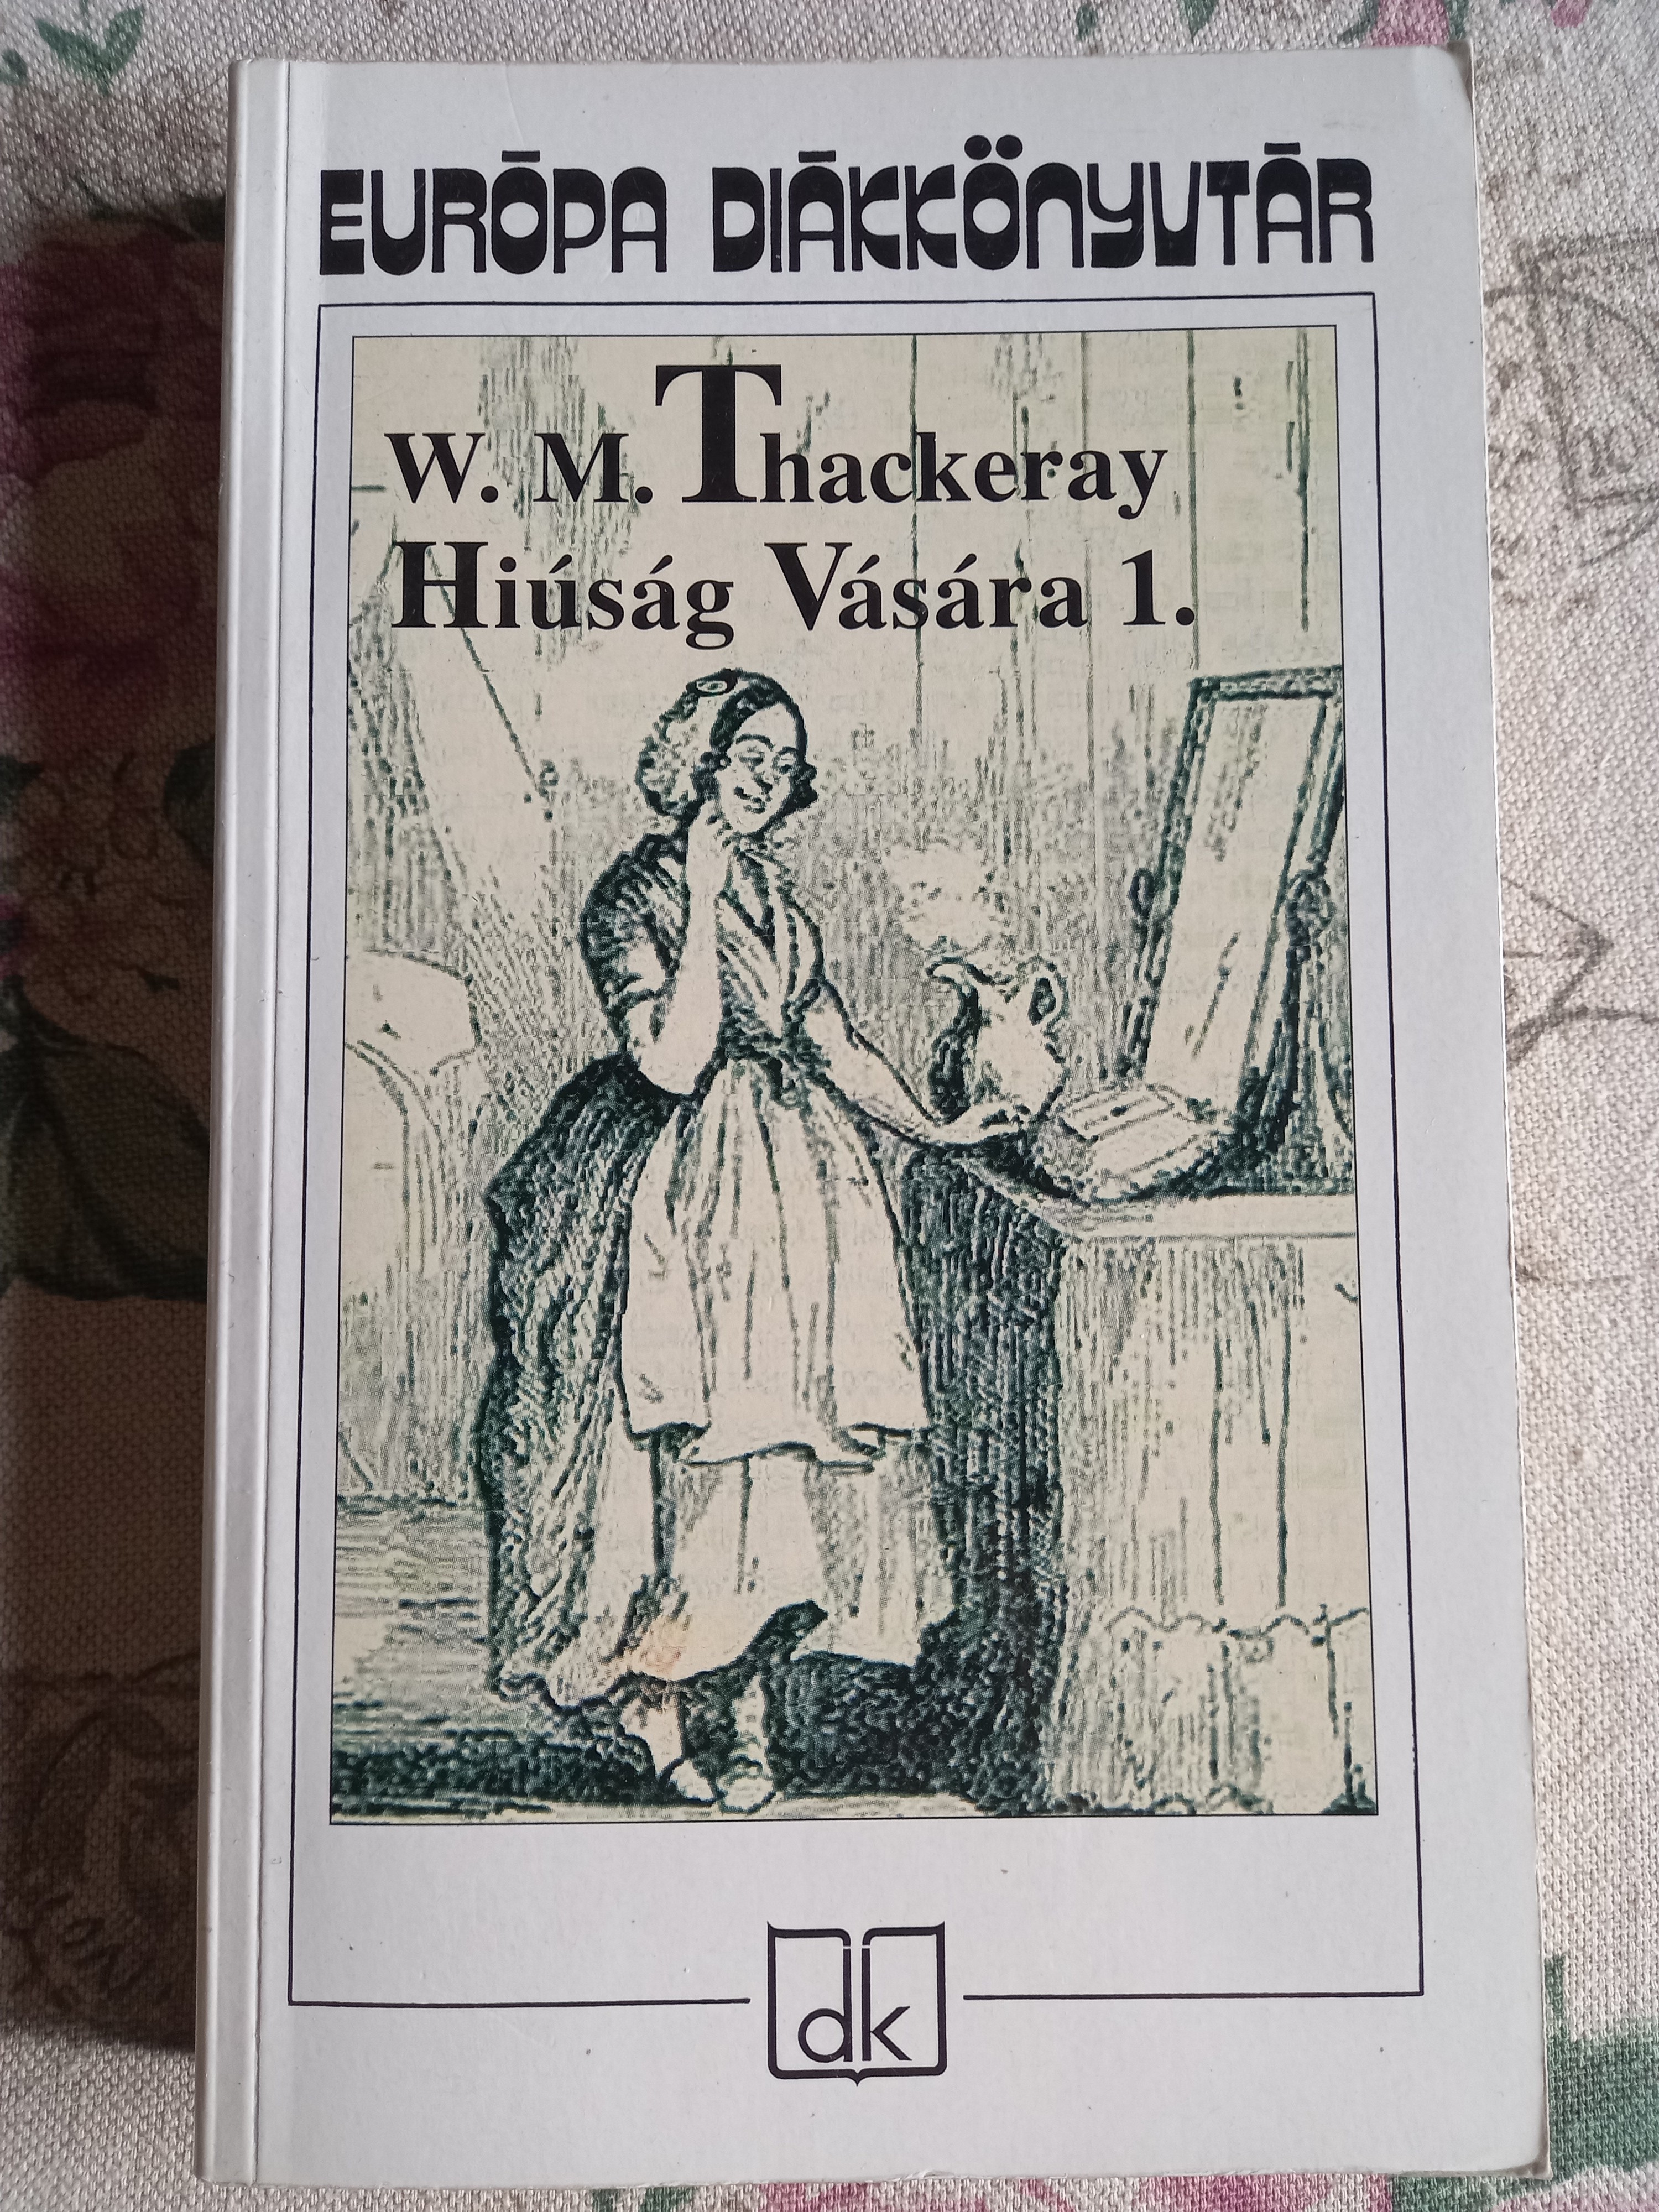 EURÓPA DIÁKKÖNYVTÁR
W. M. Thackeray
Hiúság Vására 1.
dk